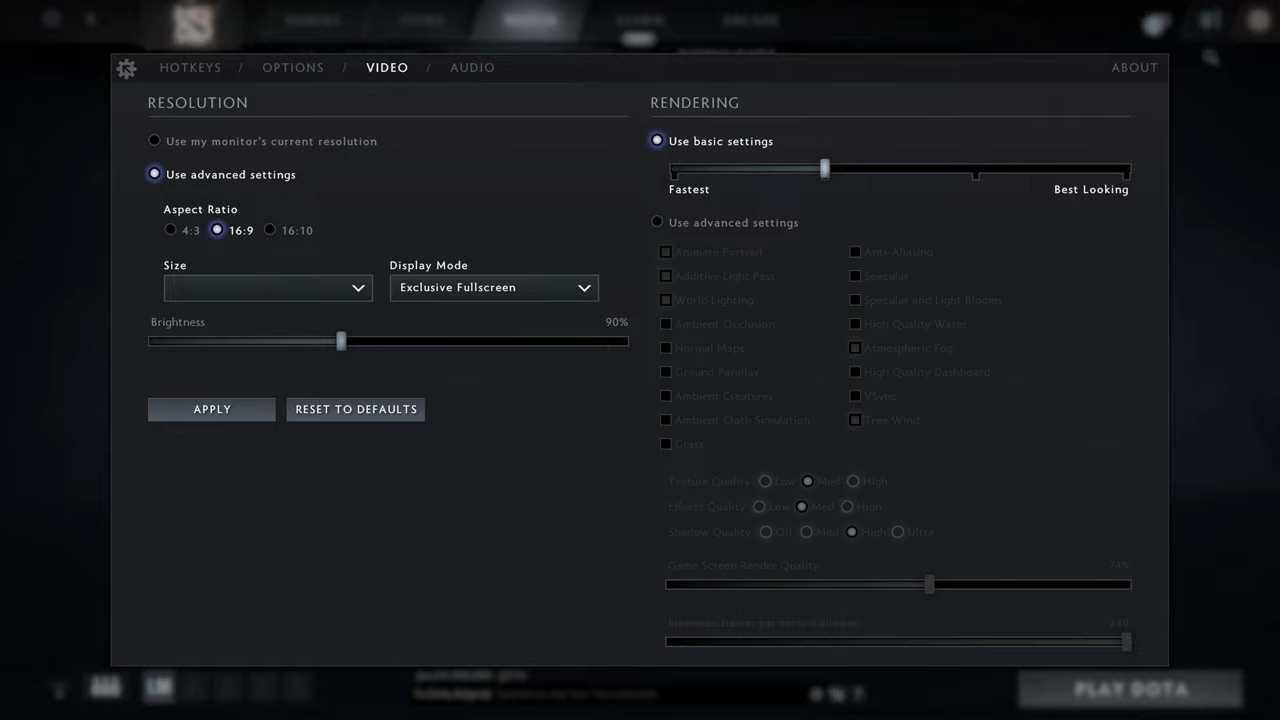 HOTKEYS / OPTIONS / VIDEO / AUDIO ABOUT
RESOLUTION
Use my monitor's current resolution
Use advanced settings
Aspect Ratio
4:3 16:9 16:10
Size Display Mode
Exclusive Fullscreen
Brightness 90%
APPLY RESET TO DEFAULTS
RENDERING
Use basic settings
Fastest Best Looking
Use advanced settings
Animate Portrait Anti-Aliasing
Additive Light Pass Specular
World Lighting Specular and Light Blooms
Ambient Occlusion High Quality Water
Normal Maps Atmospheric Fog
Ground Parallax High Quality Dashboard
Ambient Creatures VSync
Ambient Cloth Simulation Tree Wind
Grass
Texture Quality Low Med High
Effects Quality Low Med High
Shadow Quality Off Med High Ultra
Game Screen Render Quality 74%
240
PLAY DOTA